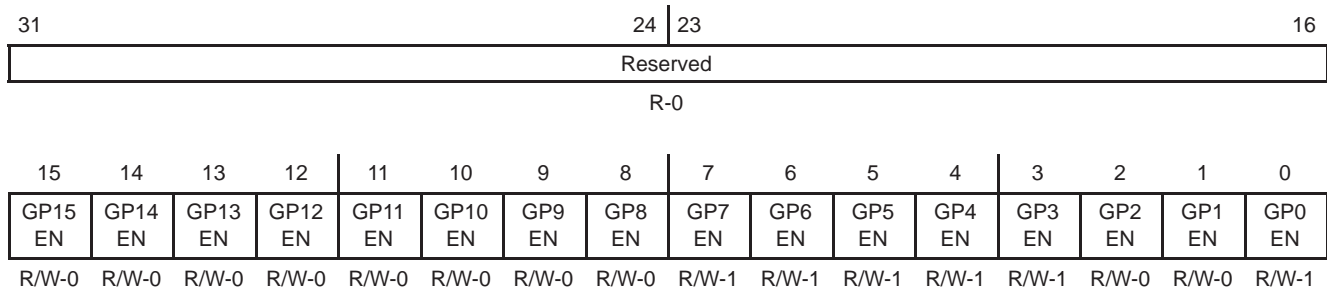 31 24 23 16
Reserved
R-0
15 14 13 12 11 10 9 8 7 6 5 4 3 2 1 0
GP15 GP14 GP13 GP12 GP11 GP10 GP9 GP8 GP7 GP6 GP5 GP4 GP3 GP2 GP1 GP0
EN EN EN EN EN EN EN EN EN EN EN EN EN EN EN EN
R/W-0 R/W-0 R/W-0 R/W-0 R/W-0 R/W-0 R/W-0 R/W-0 R/W-1 R/W-1 R/W-1 R/W-1 R/W-1 R/W-0 R/W-0 R/W-1